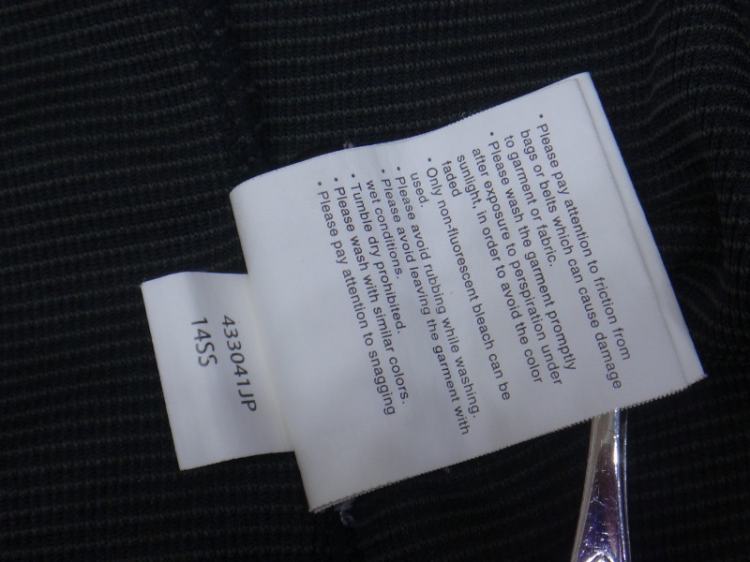 • Please pay attention to friction from
bags or belts which can cause damage
to garment or fabric.
• Please wash the garment promptly
after exposure to perspiration under
sunlight, in order to avoid the color
faded
• Only non-fluorescent bleach can be
used.
• Please avoid rubbing while washing.
• Please avoid leaving the garment with
wet conditions.
• Tumble dry prohibited.
• Please wash with similar colors.
• Please pay attention to snagging
433041JP
14SS